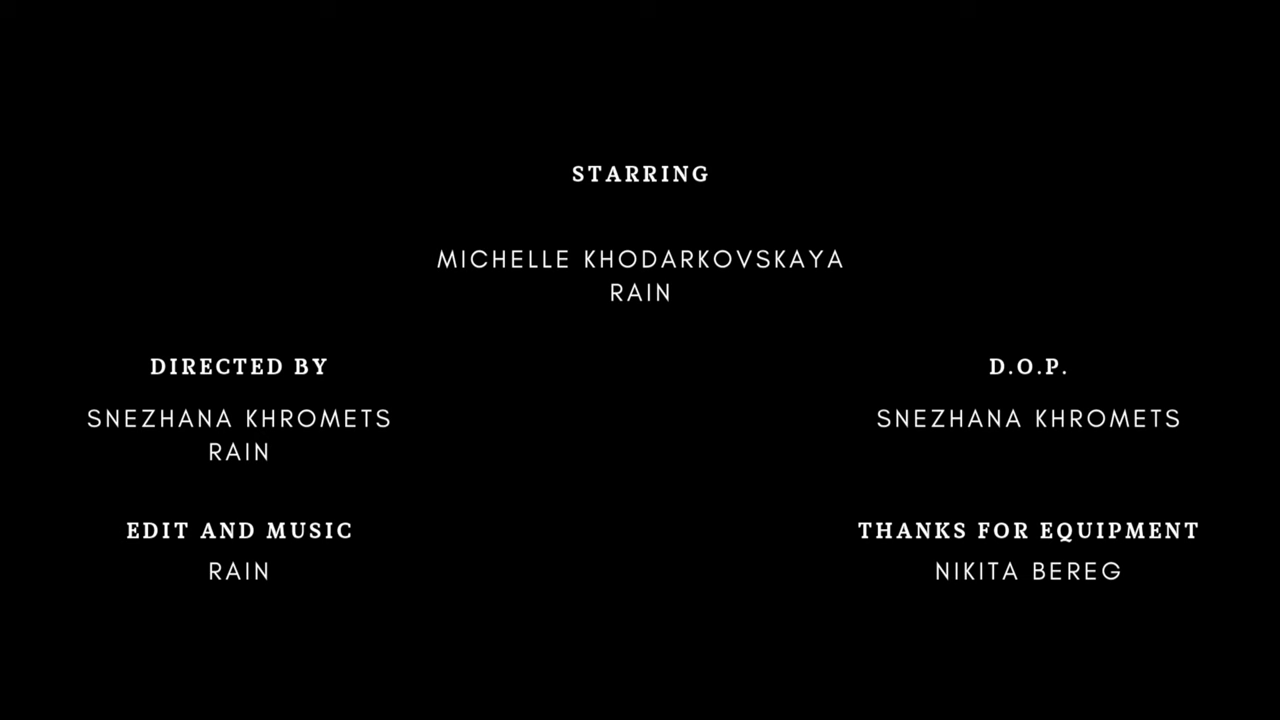 STARRING
MICHELLE KHODARKOVSKAYA
RAIN
DIRECTED BY
SNEZHANA KHROMETS
RAIN
D.O.P.
SNEZHANA KHROMETS
EDIT AND MUSIC
RAIN
THANKS FOR EQUIPMENT
NIKITA BEREG